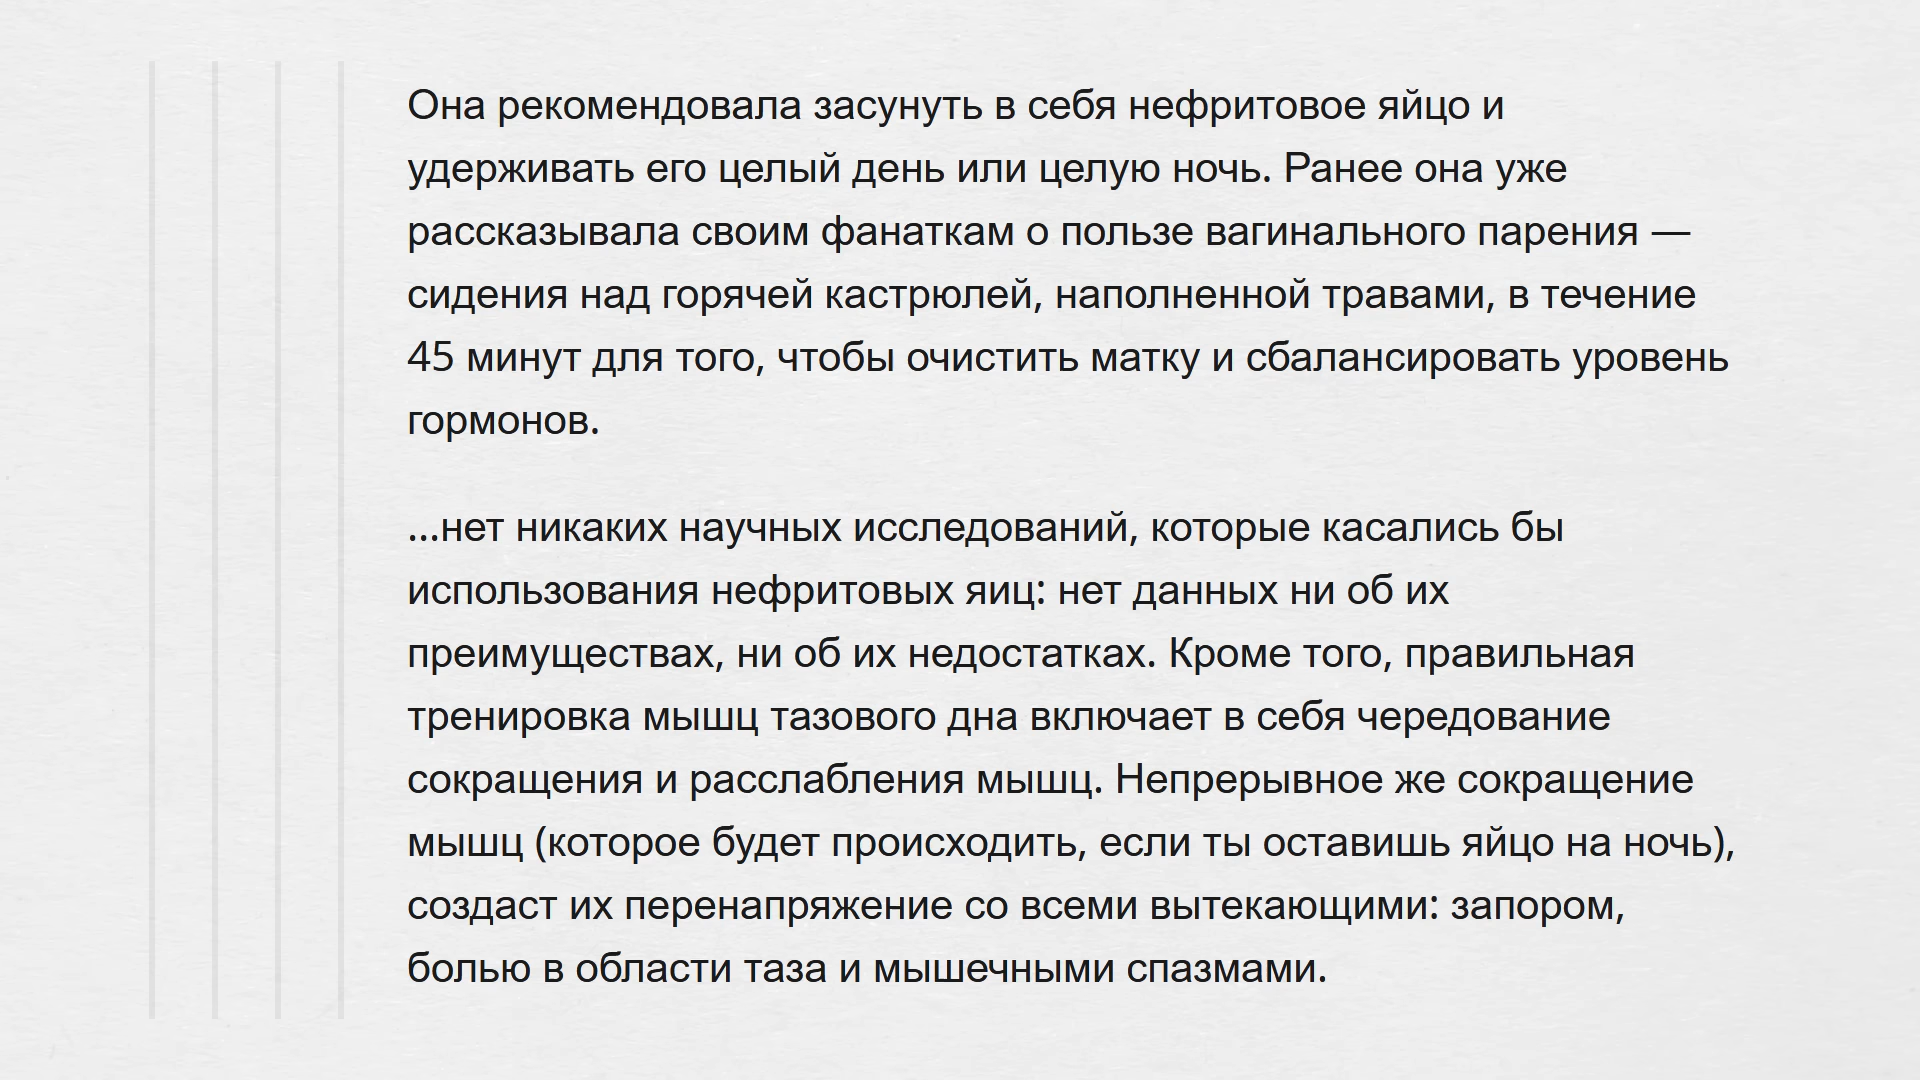 Она рекомендовала засунуть в себя нефритовое яйцо и
удерживать его целый день или целую ночь. Ранее она уже
рассказывала своим фанаткам о пользе вагинального парения —
сидения над горячей кастрюлей, наполненной травами, в течение
45 минут для того, чтобы очистить матку и сбалансировать уровень
гормонов.
...нет никаких научных исследований, которые касались бы
использования нефритовых яиц: нет данных ни об их
преимуществах, ни об их недостатках. Кроме того, правильная
тренировка мышц тазового дна включает в себя чередование
сокращения и расслабления мышц. Непрерывное же сокращение
мышц (которое будет происходить, если ты оставишь яйцо на ночь),
создаст их перенапряжение со всеми вытекающими: запором,
болью в области таза и мышечными спазмами.